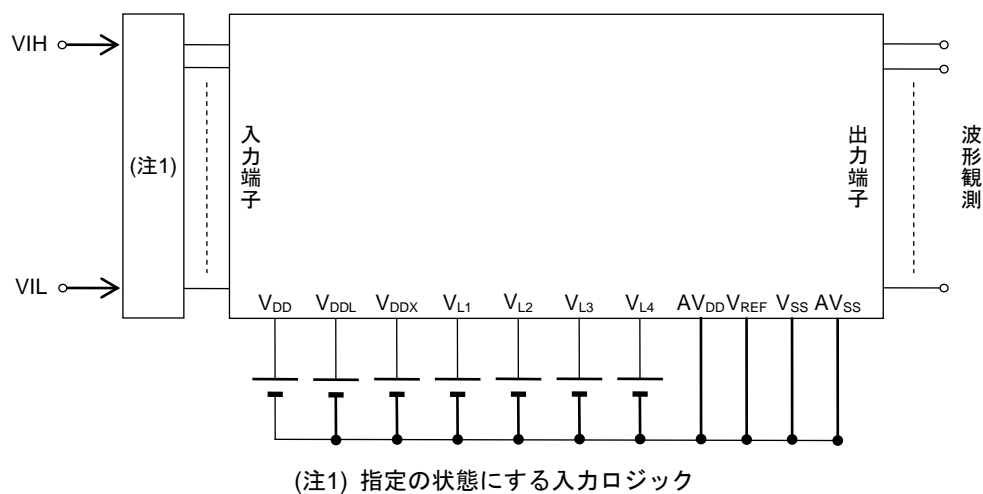 VIH
(注1)
VIL
入力端子
出力端子
波形観測
VDD VDDL VDDX VL1 VL2 VL3 VL4 AVDD VREF VSS AVSS
(注1) 指定の状態にする入力ロジック